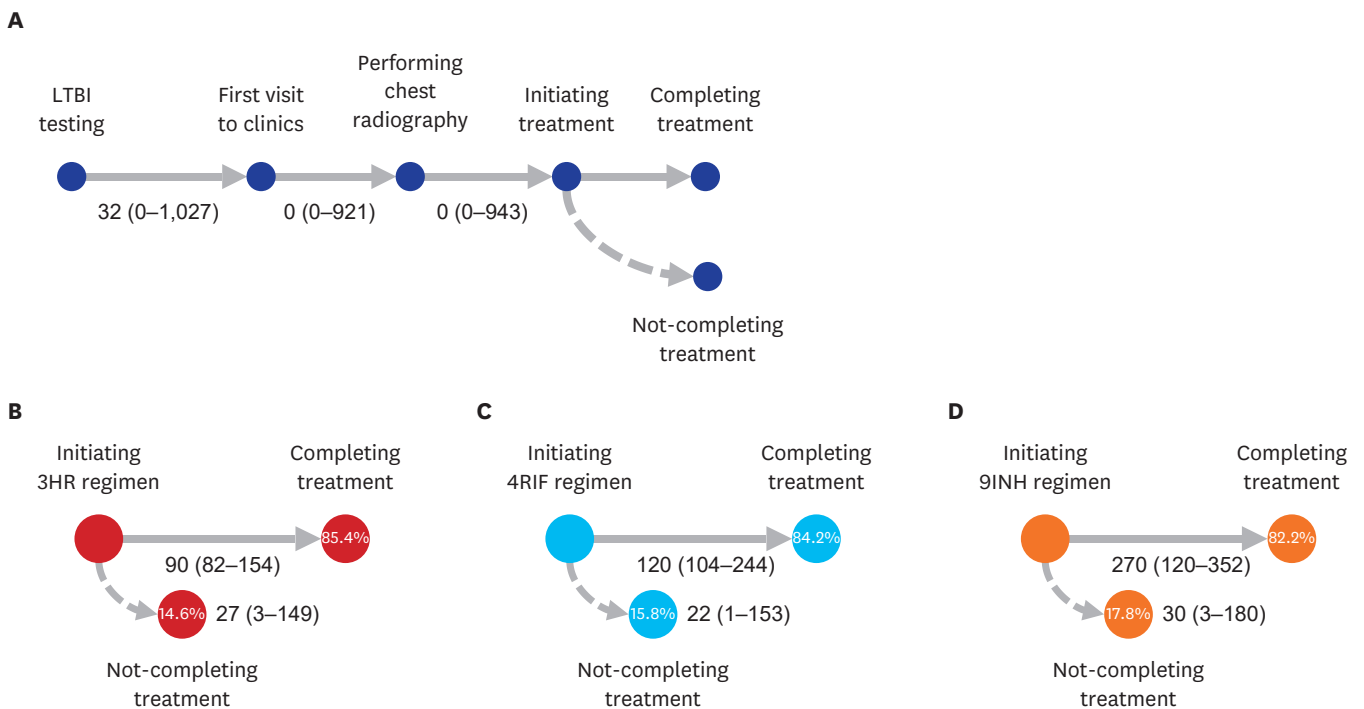 A
LTBI
testing
First visit
to clinics
Performing
chest
radiography
Initiating
treatment
Completing
treatment
32 (0–1,027)
0 (0–921)
0 (0–943)
Not-completing
treatment
B
Initiating
3HR regimen
Completing
treatment
85.4%
90 (82–154)
14.6%
27 (3–149)
Not-completing
treatment
C
Initiating
4RIF regimen
Completing
treatment
84.2%
120 (104–244)
15.8%
22 (1–153)
Not-completing
treatment
D
Initiating
9INH regimen
Completing
treatment
82.2%
270 (120–352)
17.8%
30 (3–180)
Not-completing
treatment